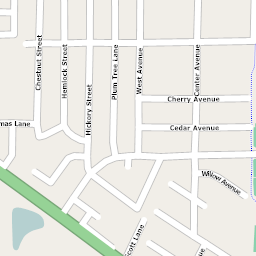 Chestnut Street
Hemlock Street
Hickory Street
Plum Tree Lane
West Avenue
Center Avenue
Cherry Avenue
Cedar Avenue
mas Lane
Willow Avenue
scott Lane